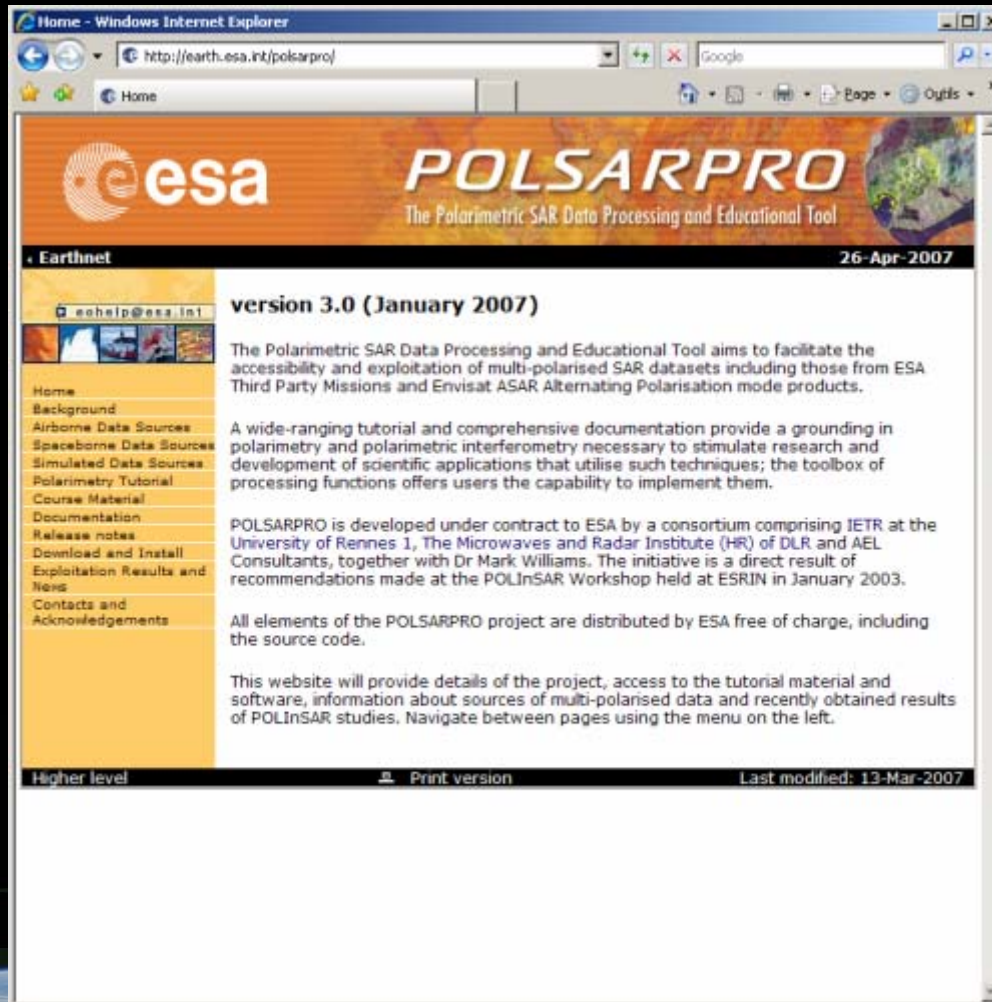 Home - Windows Internet Explorer
http://earth.esa.int/polsarpro/
Google
Home
Page
Outils
esa
POLSARPRO
The Polarimetric SAR Data Processing and Educational Tool
Earthnet
26-Apr-2007
eohelp@esa.int
Home
Background
Airborne Data Sources
Spaceborne Data Sources
Simulated Data Sources
Polarimetry Tutorial
Course Material
Documentation
Release notes
Download and Install
Exploitation Results and
News
Contacts and
Acknowledgements
version 3.0 (January 2007)
The Polarimetric SAR Data Processing and Educational Tool aims to facilitate the
accessibility and exploitation of multi-polarised SAR datasets including those from ESA
Third Party Missions and Envisat ASAR Alternating Polarisation mode products.
A wide-ranging tutorial and comprehensive documentation provide a grounding in
polarimetry and polarimetric interferometry necessary to stimulate research and
development of scientific applications that utilise such techniques; the toolbox of
processing functions offers users the capability to implement them.
POLSARPRO is developed under contract to ESA by a consortium comprising IETR at the
University of Rennes 1, The Microwaves and Radar Institute (HR) of DLR and AEL
Consultants, together with Dr Mark Williams. The initiative is a direct result of
recommendations made at the POLInSAR Workshop held at ESRIN in January 2003.
All elements of the POLSARPRO project are distributed by ESA free of charge, including
the source code.
This website will provide details of the project, access to the tutorial material and
software, information about sources of multi-polarised data and recently obtained results
of POLInSAR studies. Navigate between pages using the menu on the left.
Higher level
Print version
Last modified: 13-Mar-2007